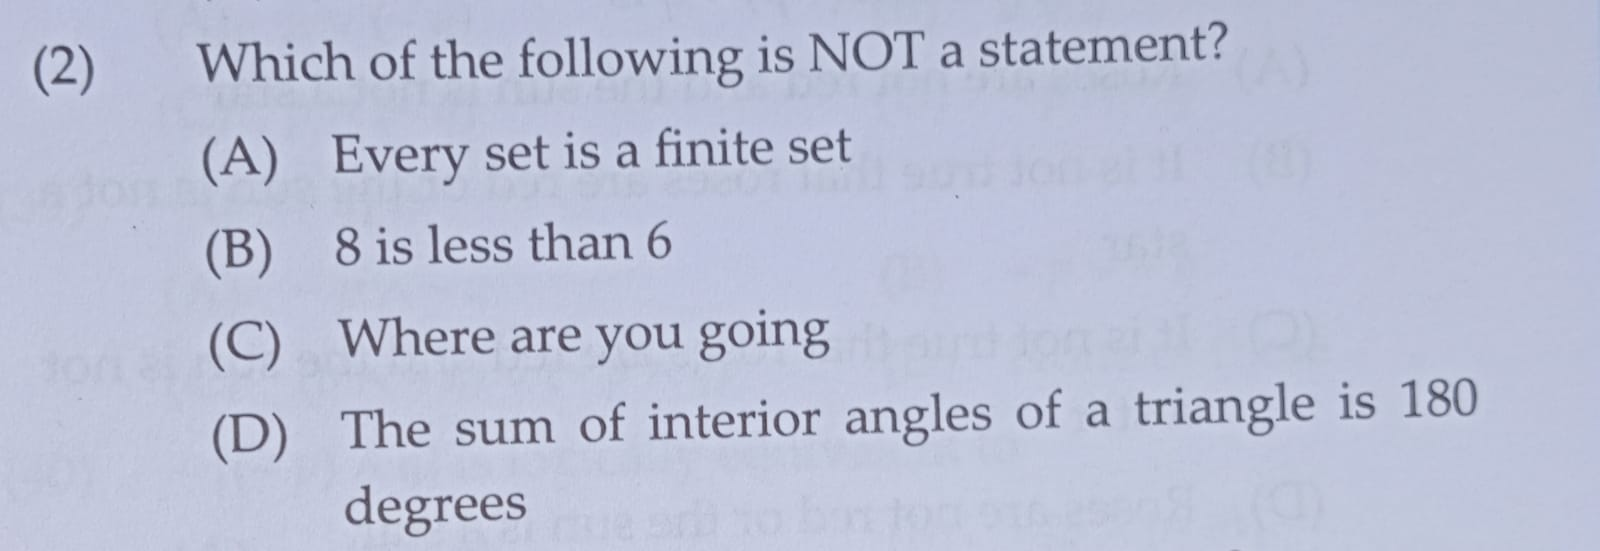 (2) Which of the following is NOT a statement?
(A) Every set is a finite set
(B) 8 is less than 6
(C) Where are you going
(D) The sum of interior angles of a triangle is 180
degrees